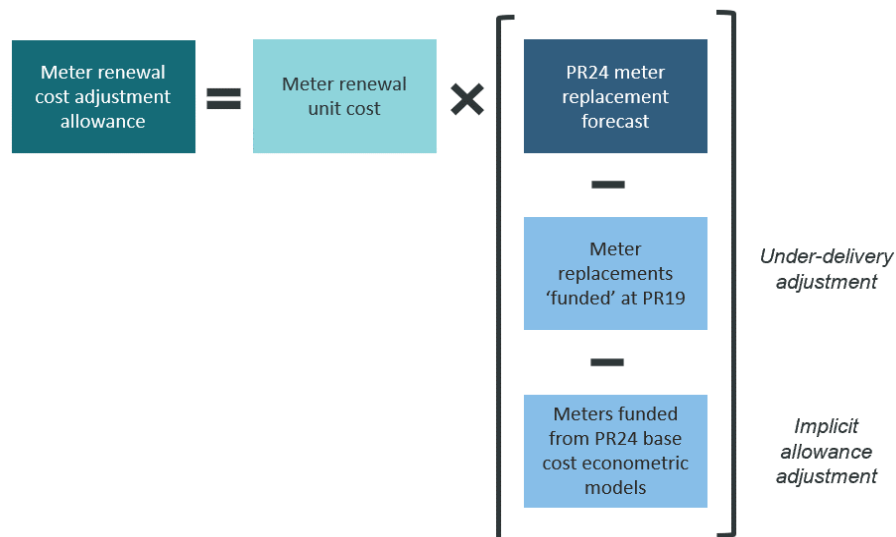 Meter renewal
cost adjustment
allowance
=
Meter renewal
unit cost
×
PR24 meter
replacement
forecast
–
Meter
replacements
‘funded’ at PR19
Under-delivery
adjustment
–
Meters funded
from PR24 base
cost econometric
models
Implicit
allowance
adjustment